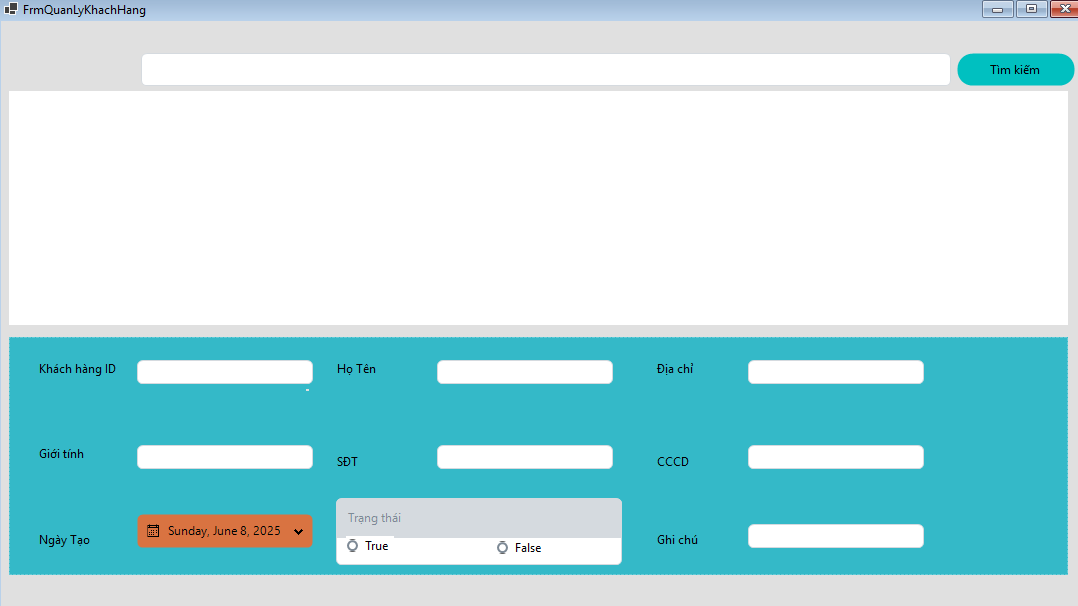 FrmQuanLyKhachHang
Tìm kiếm
Khách hàng ID
Họ Tên
Địa chỉ
Giới tính
SĐT
CCCD
Ngày Tạo
Sunday, June 8, 2025
Trạng thái
True
False
Ghi chú